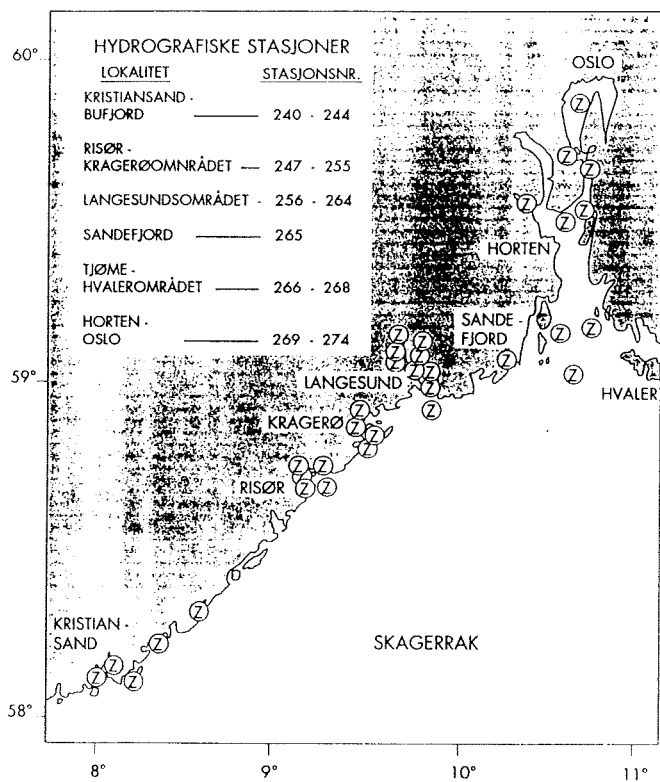 60°
HYDROGRAFISKE STASJONER
LOKALITET STASJONSNR.
KRISTIANSAND -
BUFJORD 240 - 244
RISØR -
KRAGERØOMNRÅDET 247 - 255
LANGESUNDSOMRÅDET - 256 - 264
SANDEFJORD 265
TJØME -
HVALEROMRÅDET 266 - 268
HORTEN -
OSLO 269 - 274
OSLO
Z
Z
Z
Z
Z
Z
HORTEN
SANDE-
FJORD
Z
Z
Z
Z
Z
59°
LANGESUND
Z
Z
Z
Z
Z
Z
Z
Z
Z
HVALER
KRAGERØ
Z
Z
Z
Z
RISØR
Z
Z
Z
Z
Z
KRISTIAN -
SAND
Z
Z
Z
Z
Z
SKAGERRAK
58°
8° 9° 10° 11°